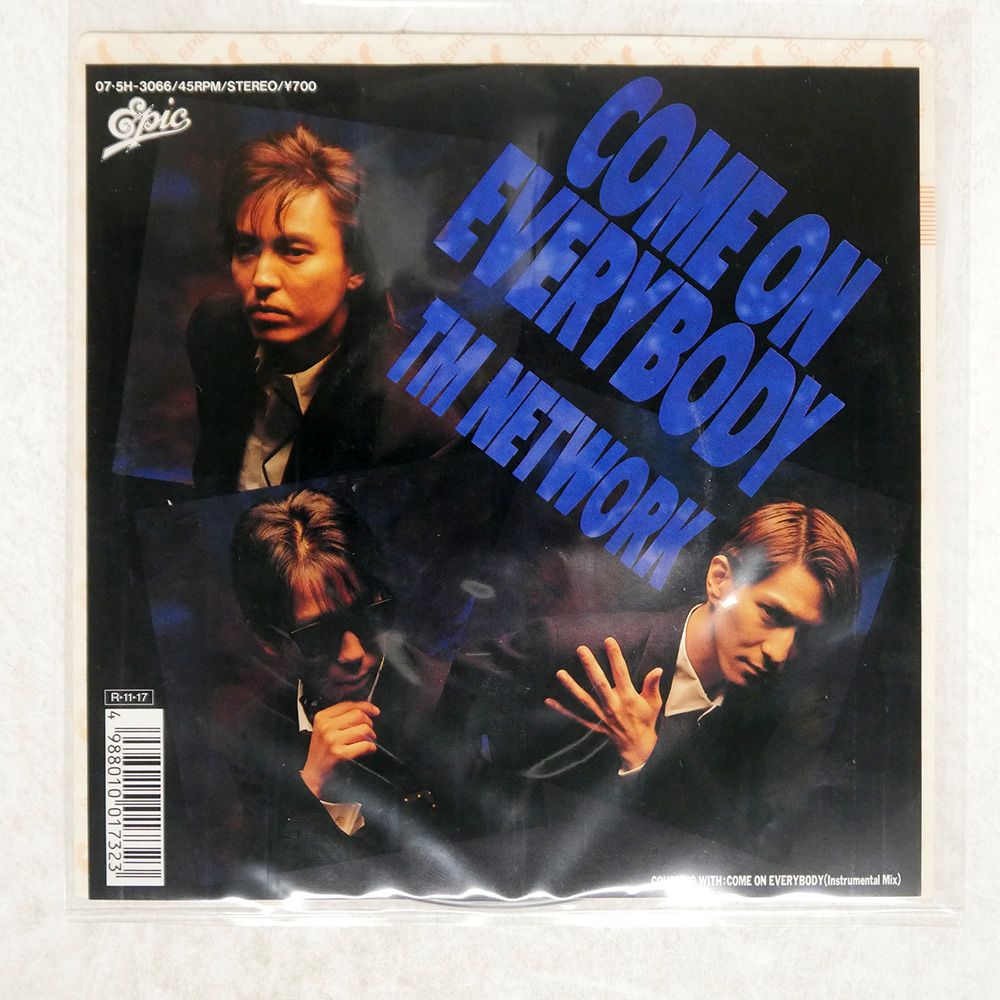 07·5H-3066/45RPM/STEREO/¥700
Epic
COME ON
EVERYBODY
TM NETWORK
R-11-17
4 988010 017323
WITH:COME ON EVERYBODY(Instrumental Mix)